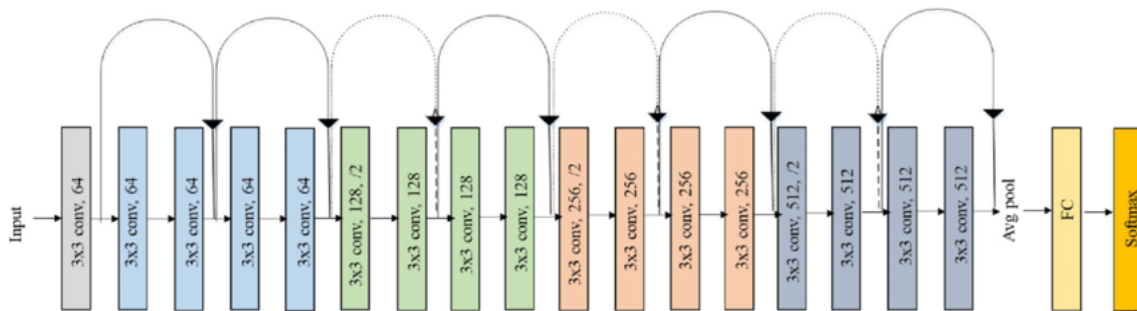 Input
3x3 conv, 64
3x3 conv, 64
3x3 conv, 64
3x3 conv, 64
3x3 conv, 64
3x3 conv, 128, /2
3x3 conv, 128
3x3 conv, 128
3x3 conv, 128
3x3 conv, 256, /2
3x3 conv, 256
3x3 conv, 256
3x3 conv, 256
3x3 conv, 512, /2
3x3 conv, 512
3x3 conv, 512
3x3 conv, 512
Avg pool
FC
Softmax